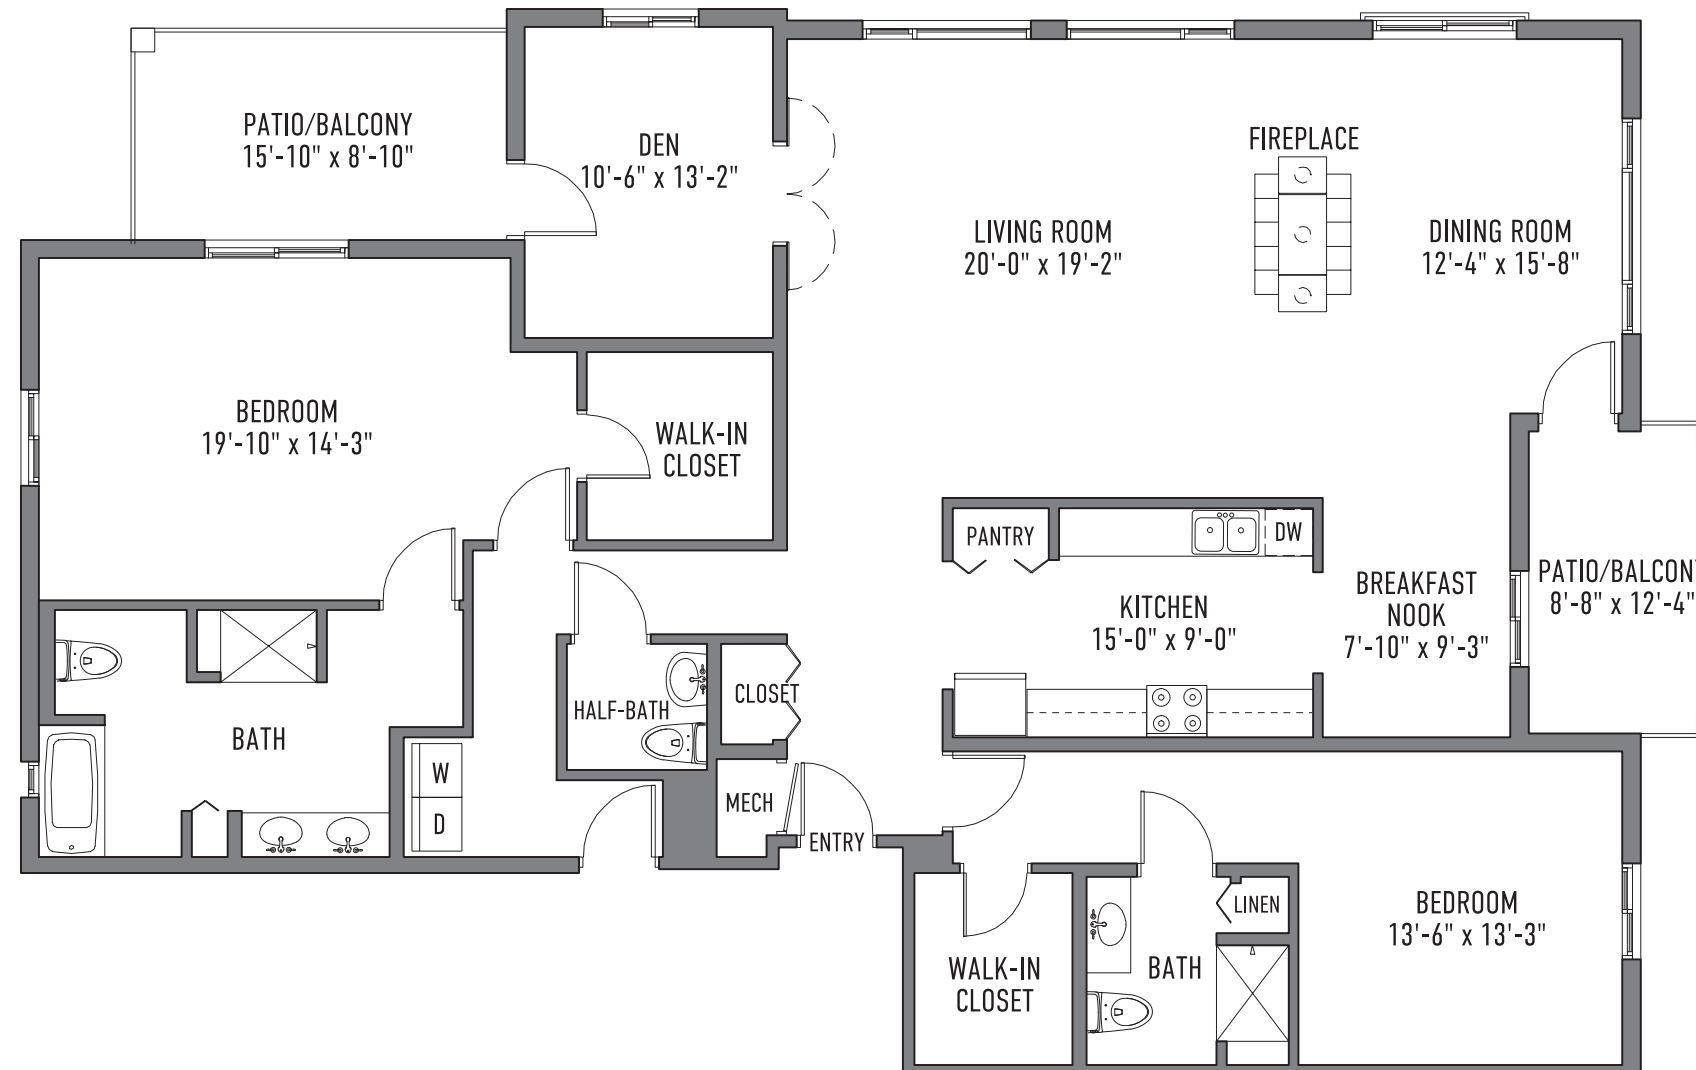 PATIO/BALCONY
15'-10" x 8'-10"
DEN
10'-6" x 13'-2"
FIREPLACE
LIVING ROOM
20'-0" x 19'-2"
DINING ROOM
12'-4" x 15'-8"
BEDROOM
19'-10" x 14'-3"
WALK-IN
CLOSET
PANTRY
DW
KITCHEN
15'-0" x 9'-0"
BREAKFAST
NOOK
7'-10" x 9'-3"
PATIO/BALCONY
8'-8" x 12'-4"
HALF-BATH
CLOSET
BATH
W
D
MECH
ENTRY
WALK-IN
CLOSET
BATH
LINEN
BEDROOM
13'-6" x 13'-3"